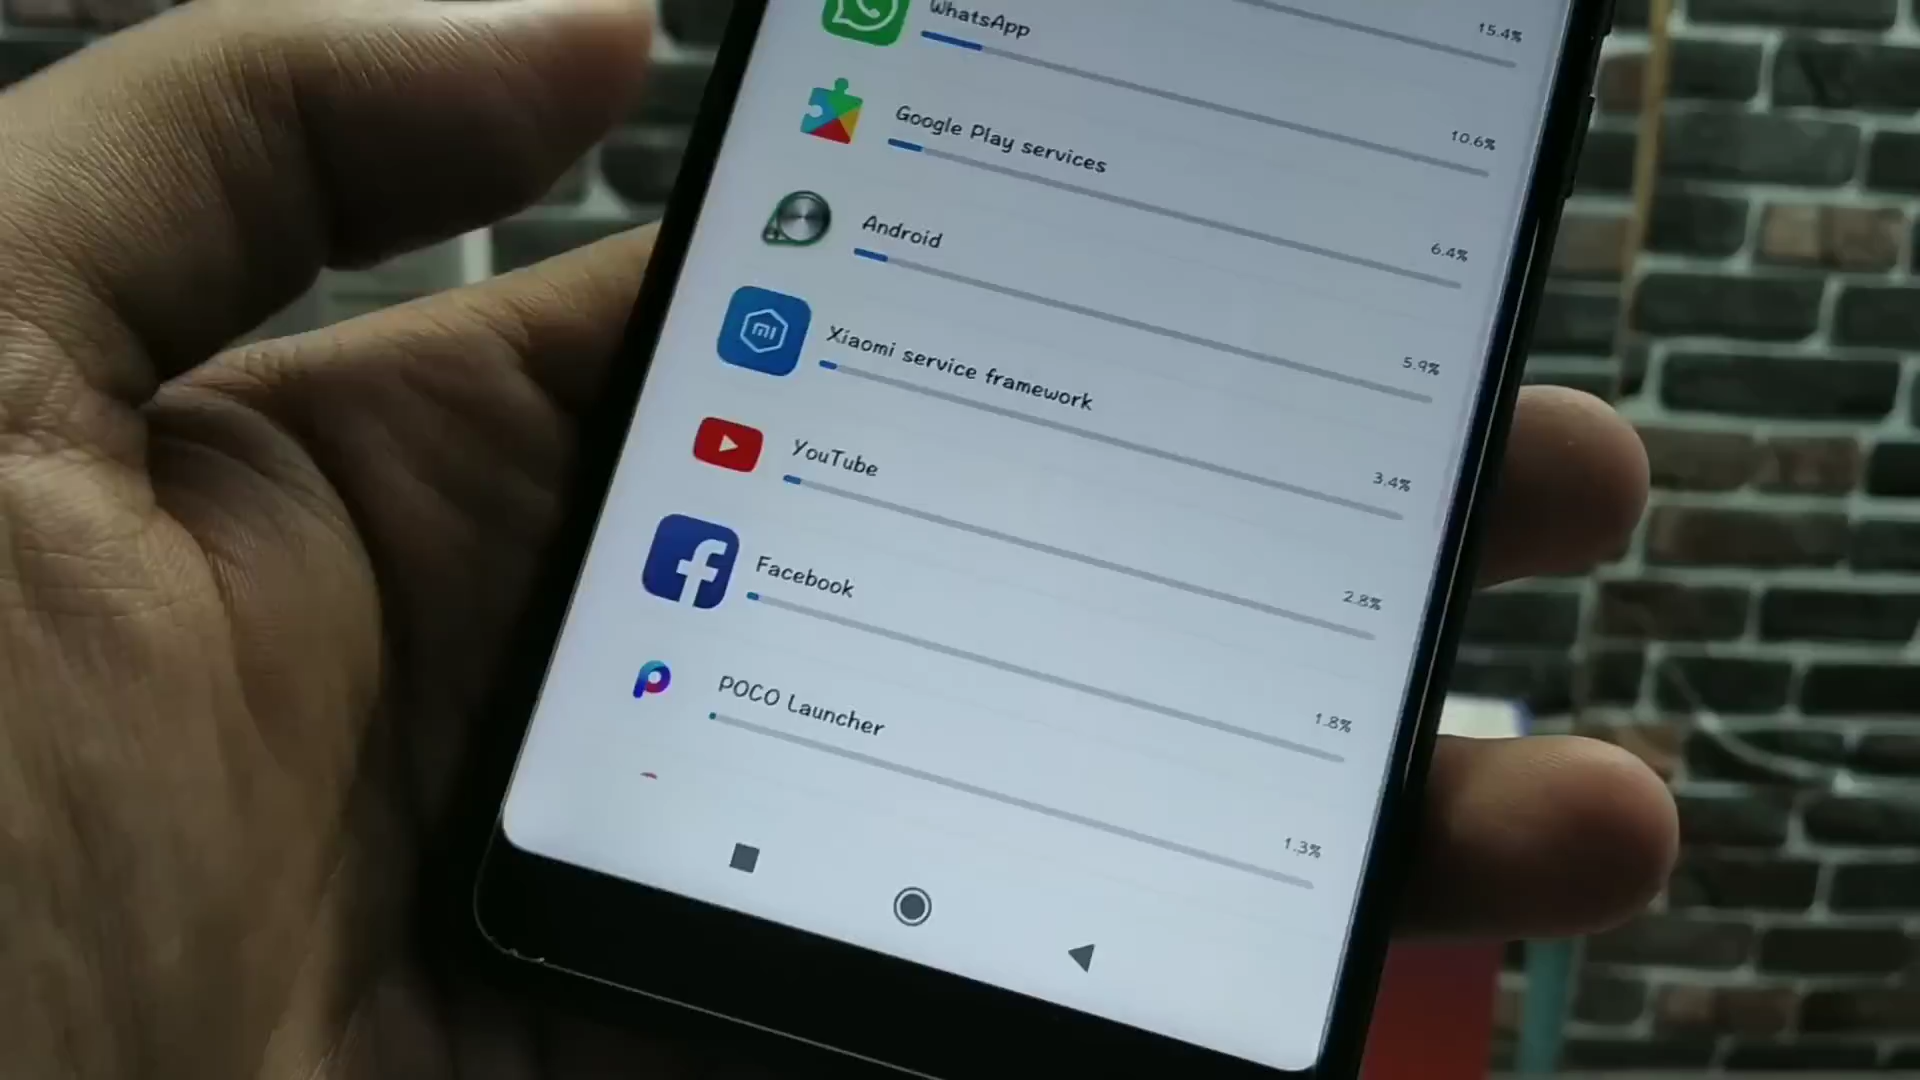 15.4%
WhatsApp
10.6%
Google Play services
6.4%
Android
5.9%
mi
Xiaomi service framework
3.4%
YouTube
2.8%
Facebook
1.8%
POCO Launcher
1.3%